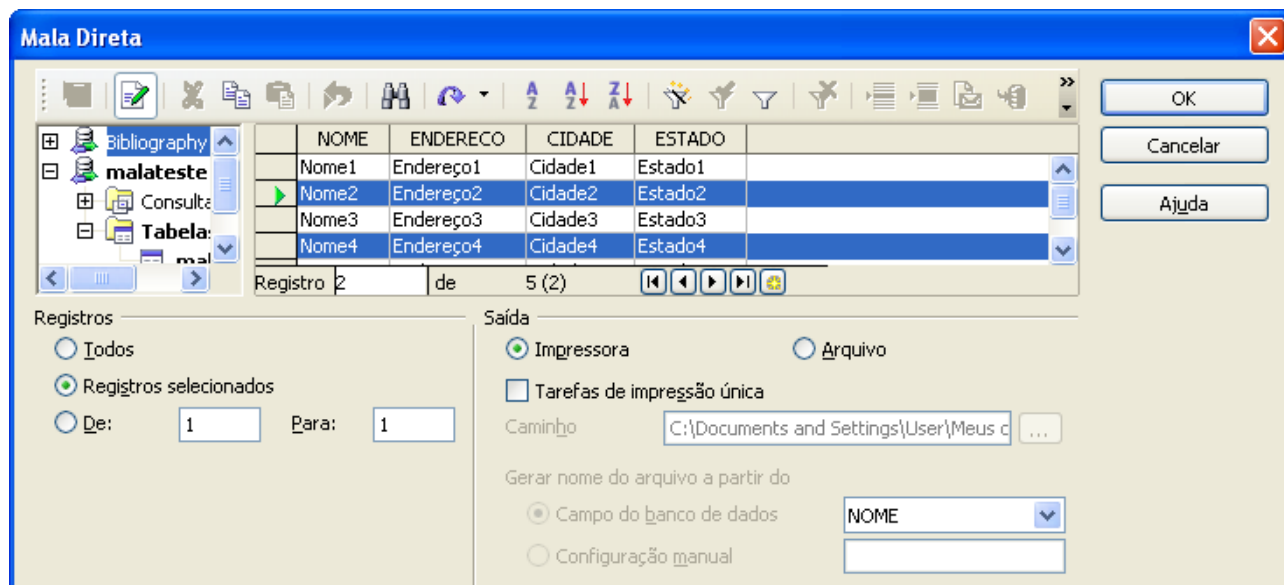 Mala Direta
OK
Cancelar
Ajuda
Bibliography
malateste
Consulta
Tabelas
mal
NOME ENDERECO CIDADE ESTADO
Nome1 Endereço1 Cidade1 Estado1
Nome2 Endereço2 Cidade2 Estado2
Nome3 Endereço3 Cidade3 Estado3
Nome4 Endereço4 Cidade4 Estado4
Registro 2 de 5 (2)
Registros
Todos
Registros selecionados
De: 1 Para: 1
Saída
Impressora Arquivo
Tarefas de impressão única
Caminho C:\Documents and Settings\User\Meus d ...
Gerar nome do arquivo a partir do
Campo do banco de dados NOME
Configuração manual